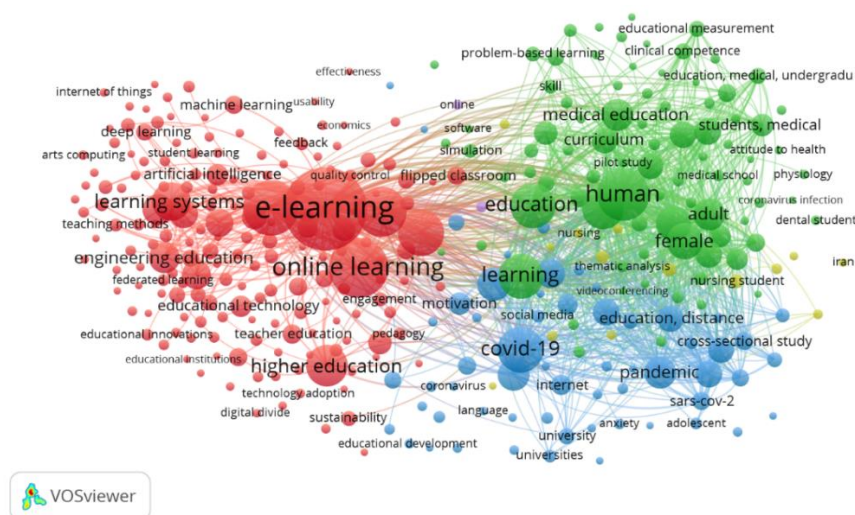 educational measurement
problem-based learning
clinical competence
effectiveness
education, medical, undergradu
internet of things
skill
machine learning
usability
online
medical education
deep learning
economics
software
students, medical
feedback
curriculum
arts computing
student learning
simulation
attitude to health
pilot study
artificial intelligence
quality control
flipped classroom
medical school
physiology
learning systems
e-learning
education
human
coronavirus infection
teaching methods
adult
dental student
nursing
female
engineering education
online learning
learning
thematic analysis
iran
federated learning
nursing student
videoconferencing
engagement
motivation
educational technology
social media
education, distance
educational innovations
teacher education
pedagogy
cross-sectional study
covid-19
educational institutions
higher education
pandemic
coronavirus
internet
technology adoption
sars-cov-2
digital divide
sustainability
language
anxiety
adolescent
educational development
university
universities
VOSviewer